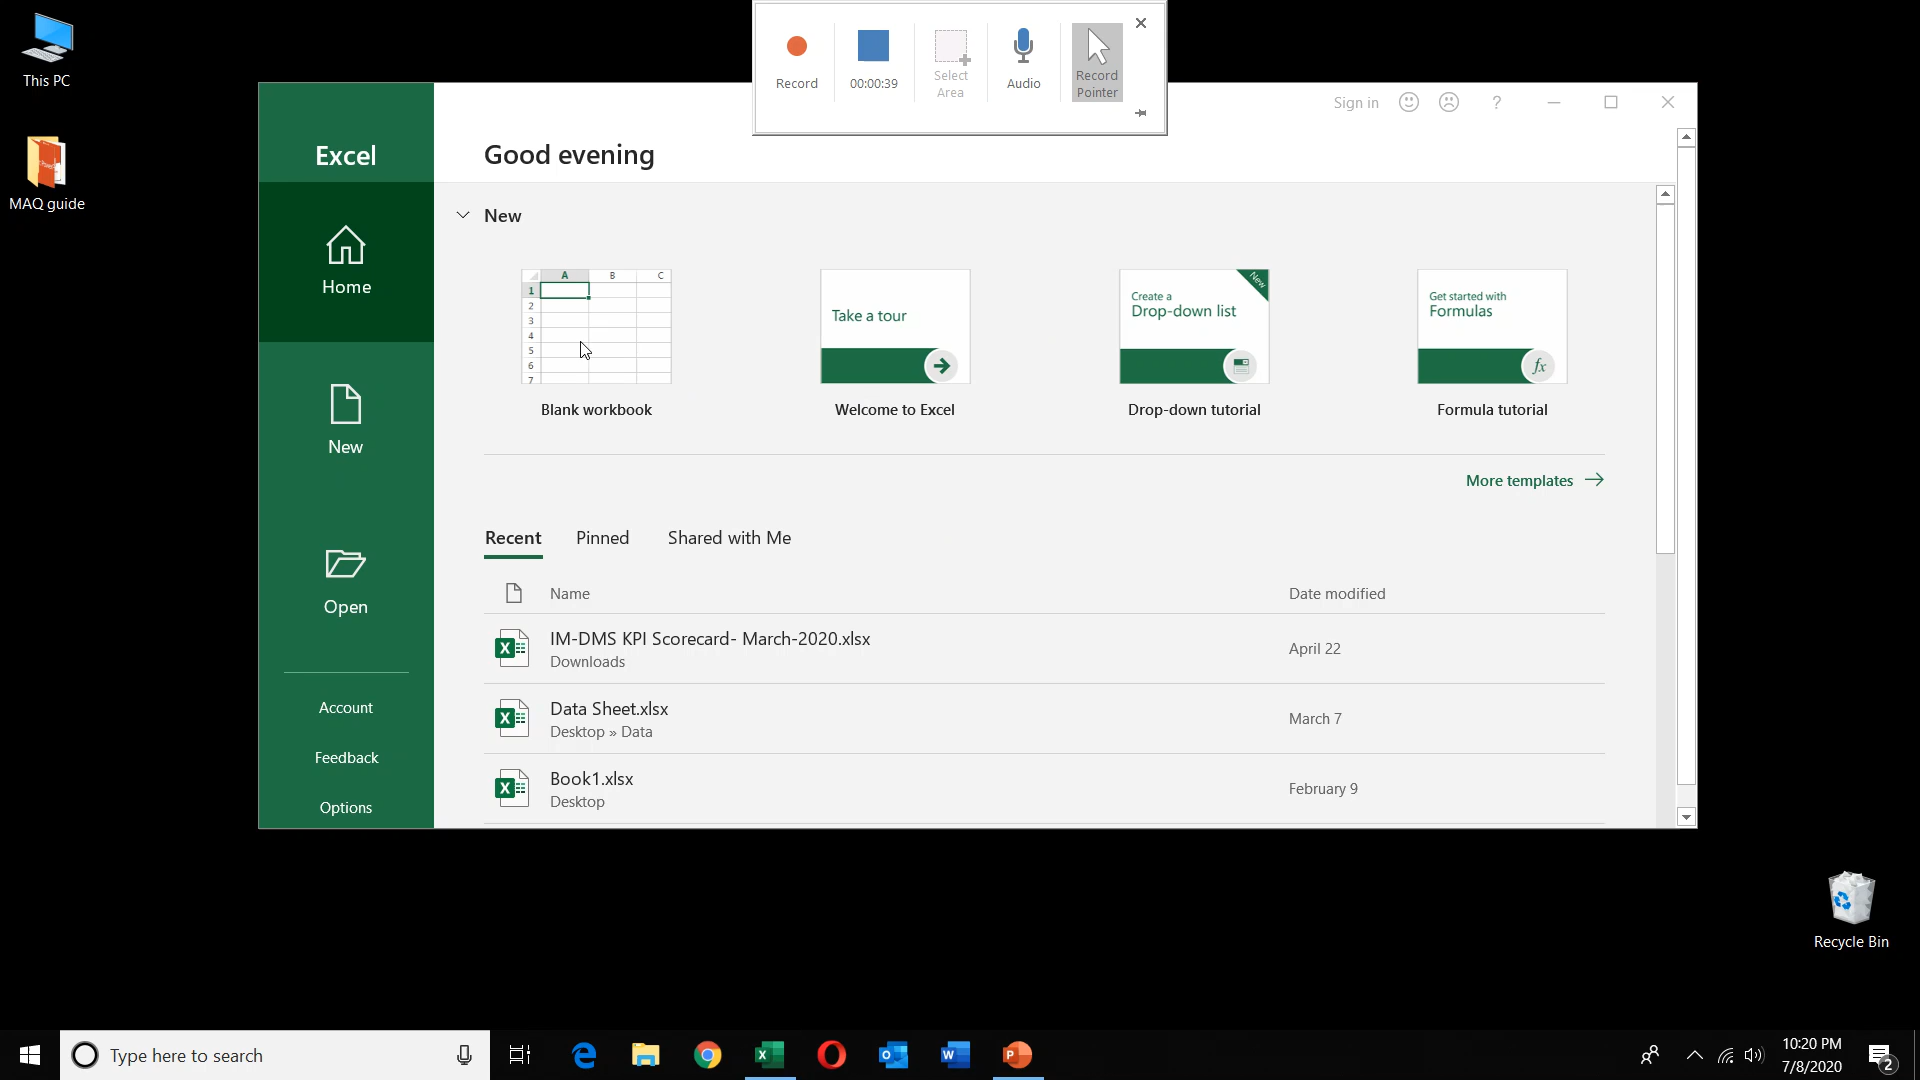 This PC
MAQ guide
Record
00:00:39
Select
Area
Audio
Record
Pointer
Sign in
?
Excel
Home
New
Open
Account
Feedback
Options
Good evening
New
A B C
1
2
3
4
5
6
7
Blank workbook
Take a tour
Welcome to Excel
New
Create a
Drop-down list
Drop-down tutorial
Get started with
Formulas
fx
Formula tutorial
More templates
Recent Pinned Shared with Me
Name Date modified
IM-DMS KPI Scorecard- March-2020.xlsx
Downloads
April 22
Data Sheet.xlsx
Desktop » Data
March 7
Book1.xlsx
Desktop
February 9
Recycle Bin
Type here to search
10:20 PM
7/8/2020
2